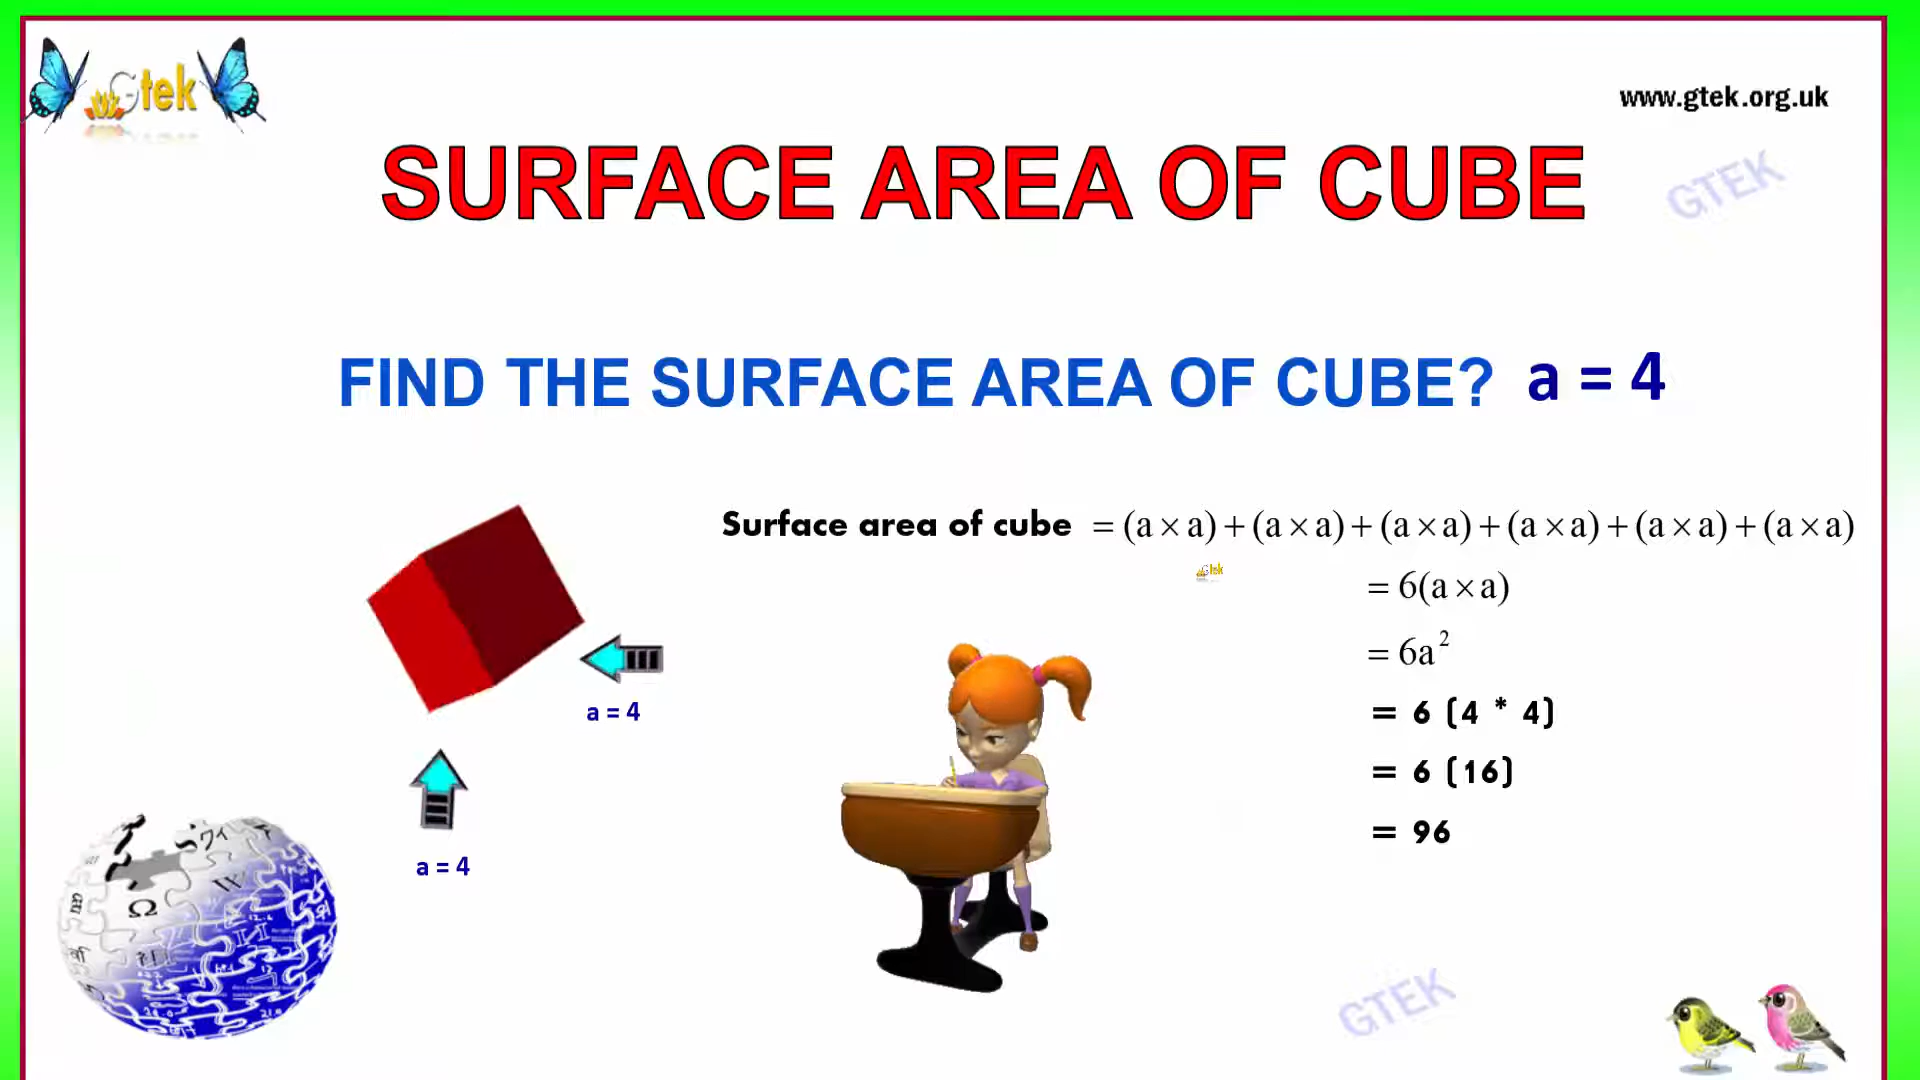 Gtek
www.gtek.org.uk
SURFACE AREA OF CUBE
GTEK
FIND THE SURFACE AREA OF CUBE? a = 4
Surface area of cube = (a × a) + (a × a) + (a × a) + (a × a) + (a × a) + (a × a)
Gtek
= 6(a × a)
= 6a²
= 6 (4 * 4)
a = 4
= 6 (16)
= 96
a = 4
Ω
W
GTEK